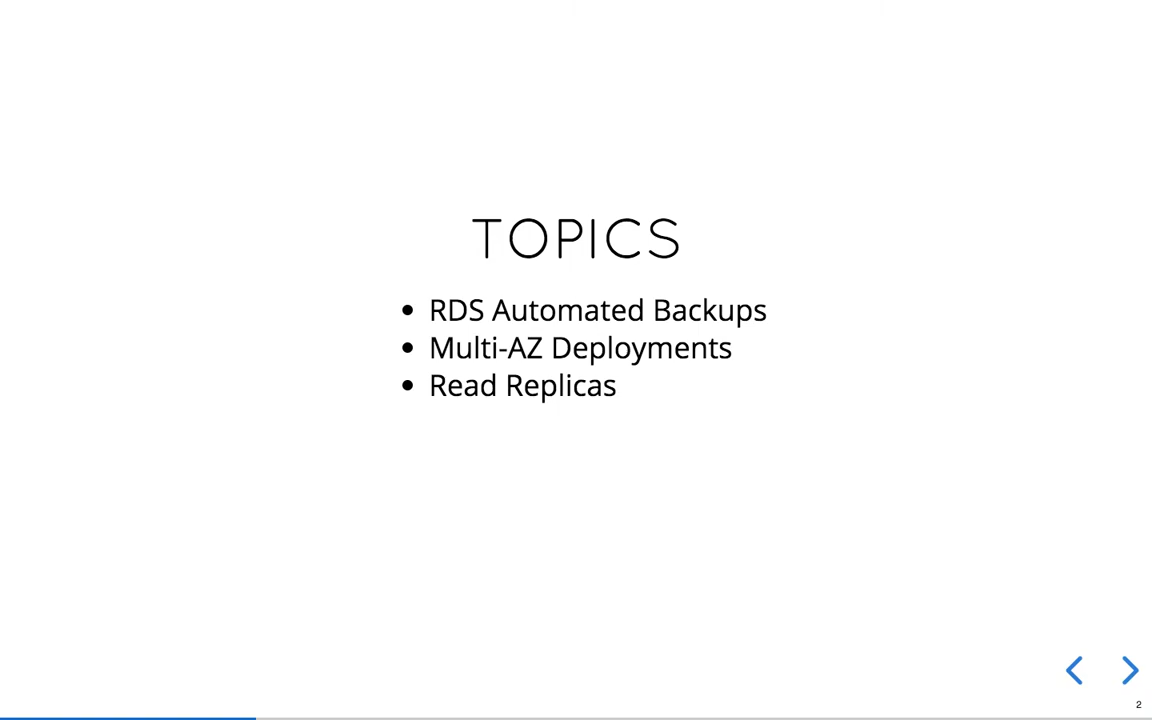 TOPICS
• RDS Automated Backups
• Multi-AZ Deployments
• Read Replicas
2